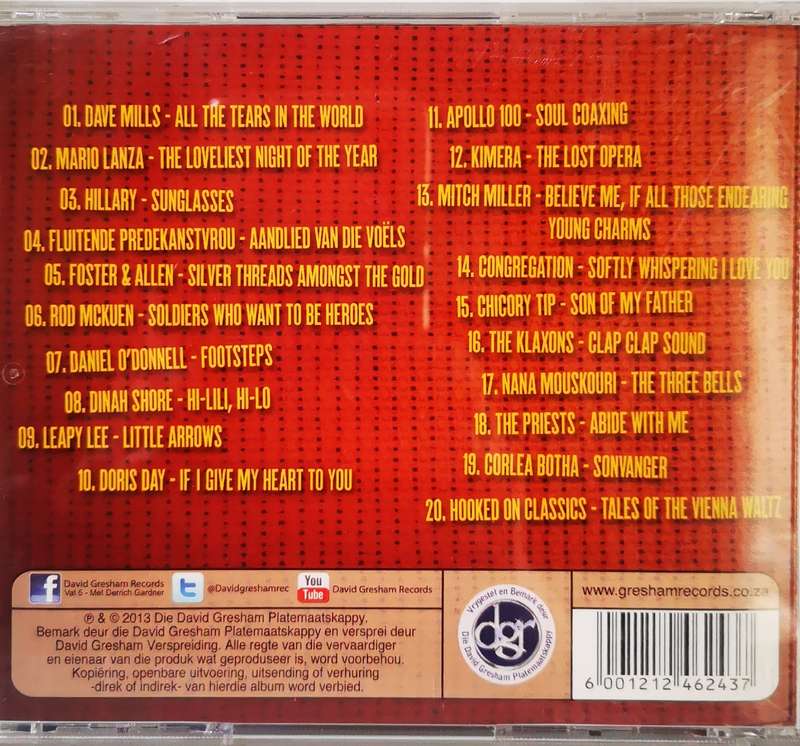 01. DAVE MILLS - ALL THE TEARS IN THE WORLD
02. MARIO LANZA - THE LOVELIEST NIGHT OF THE YEAR
03. HILLARY - SUNGLASSES
04. FLUITENDE PREDEKANSTVROU - AANDLIED VAN DIE VOËLS
05. FOSTER & ALLEN - SILVER THREADS AMONGST THE GOLD
06. ROD MCKUEN - SOLDIERS WHO WANT TO BE HEROES
07. DANIEL O'DONNELL - FOOTSTEPS
08. DINAH SHORE - HI-LILI, HI-LO
09. LEAPY LEE - LITTLE ARROWS
10. DORIS DAY - IF I GIVE MY HEART TO YOU
11. APOLLO 100 - SOUL COAXING
12. KIMERA - THE LOST OPERA
13. MITCH MILLER - BELIEVE ME, IF ALL THOSE ENDEARING
YOUNG CHARMS
14. CONGREGATION - SOFTLY WHISPERING I LOVE YOU
15. CHICORY TIP - SON OF MY FATHER
16. THE KLAXONS - CLAP CLAP SOUND
17. NANA MOUSKOURI - THE THREE BELLS
18. THE PRIESTS - ABIDE WITH ME
19. CORLEA BOTHA - SONVANGER
20. HOOKED ON CLASSICS - TALES OF THE VIENNA WALTZ
f David Gresham Records
Val 6 - Mel Derrich Gardner
t @Davidgreshamrec
You Tube David Gresham Records
℗ & © 2013 Die David Gresham Platemaatskappy,
Bemark deur die David Gresham Platemaatskappy en versprei deur
David Gresham Verspreiding. Alle regte van die vervaardiger
en eienaar van die produk wat geproduseer is, word voorbehou.
Kopiëring, openbare uitvoering, uitsending of verhuring
-direk of indirek- van hierdie album word verbied.
Vrygestel en Bemark deur
dgr
Die David Gresham Platemaatskappy
www.greshamrecords.co.za
6 001212 462437